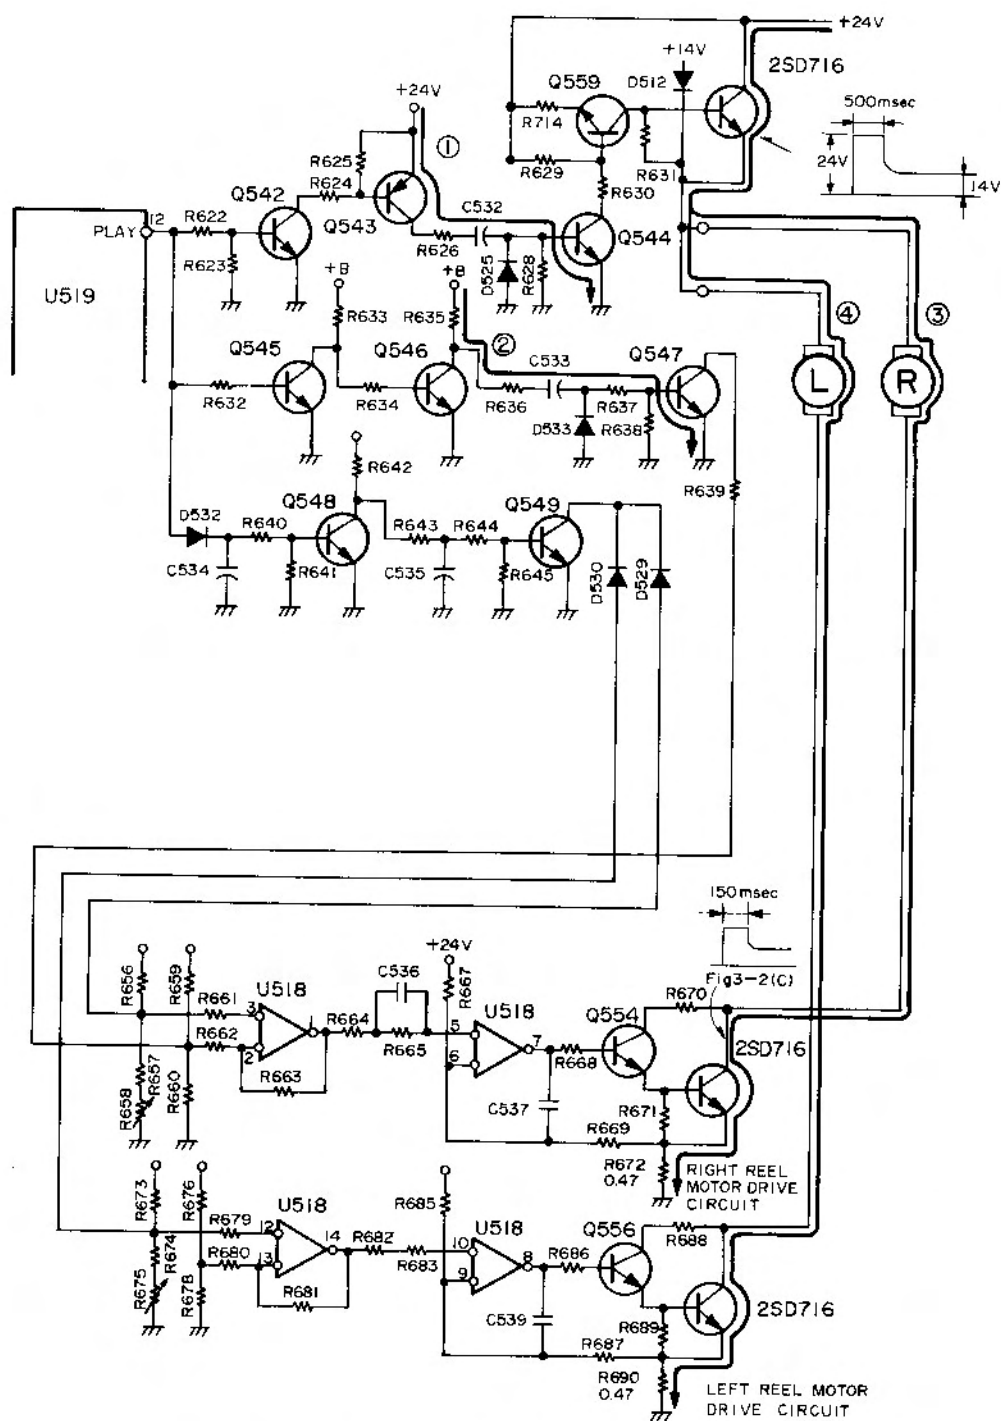 +24V
+14V
2SD716
D512
Q559
500msec
+24V
R714
24V
14V
①
R625
R629
R631
R630
Q542
R624
Q543
C532
Q544
12
PLAY
R622
R623
R626
D525
R628
U519
+B
+B
R633
R635
④
③
Q545
Q546
②
C533
Q547
L
R
R632
R634
R636
R637
D533
R638
R642
R639
Q548
Q549
D532
R640
R643
R644
C534
R641
C535
R645
D530
D529
150msec
+24V
Fig3-2(C)
R656
R659
C536
R667
R670
U518
U518
Q554
R661
3
1
R664
5
7
2SD716
R662
2
R665
6
R668
R657
R663
R658
R660
C537
R671
R669
R672
0.47
RIGHT REEL
MOTOR DRIVE
CIRCUIT
R673
R676
U518
R685
U518
Q556
R688
R679
12
14
R682
10
8
R686
R674
R680
13
R683
9
R675
R678
R681
C539
R689
2SD716
R687
R690
0.47
LEFT REEL MOTOR
DRIVE CIRCUIT